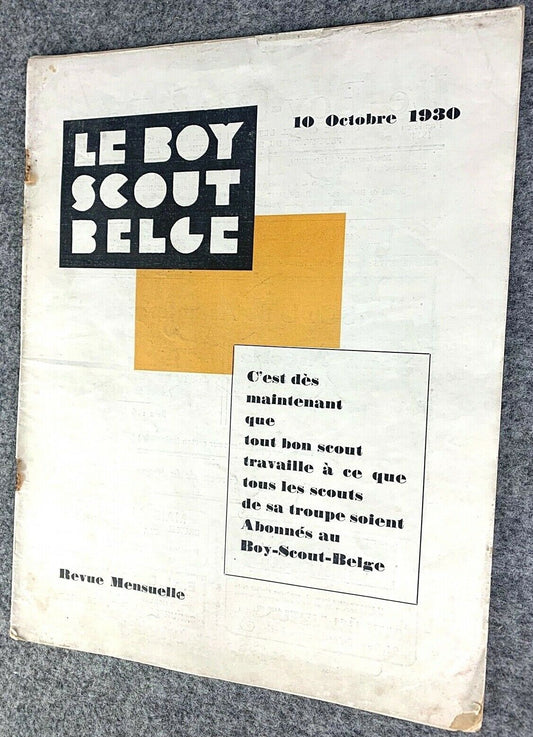 10 Octobre 1930
LE BOY
SCOUT
BELGE
C'est dès
maintenant
que
tout bon scout
travaille à ce que
tous les scouts
de sa troupe soient
Abonnés au
Boy-Scout-Belge
Revue Mensuelle